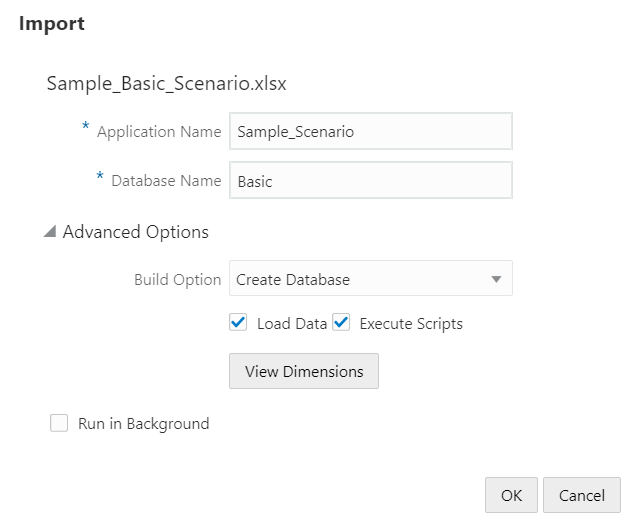 Import
Sample_Basic_Scenario.xlsx
* Application Name Sample_Scenario
* Database Name Basic
Advanced Options
Build Option Create Database
Load Data Execute Scripts
View Dimensions
Run in Background
OK Cancel